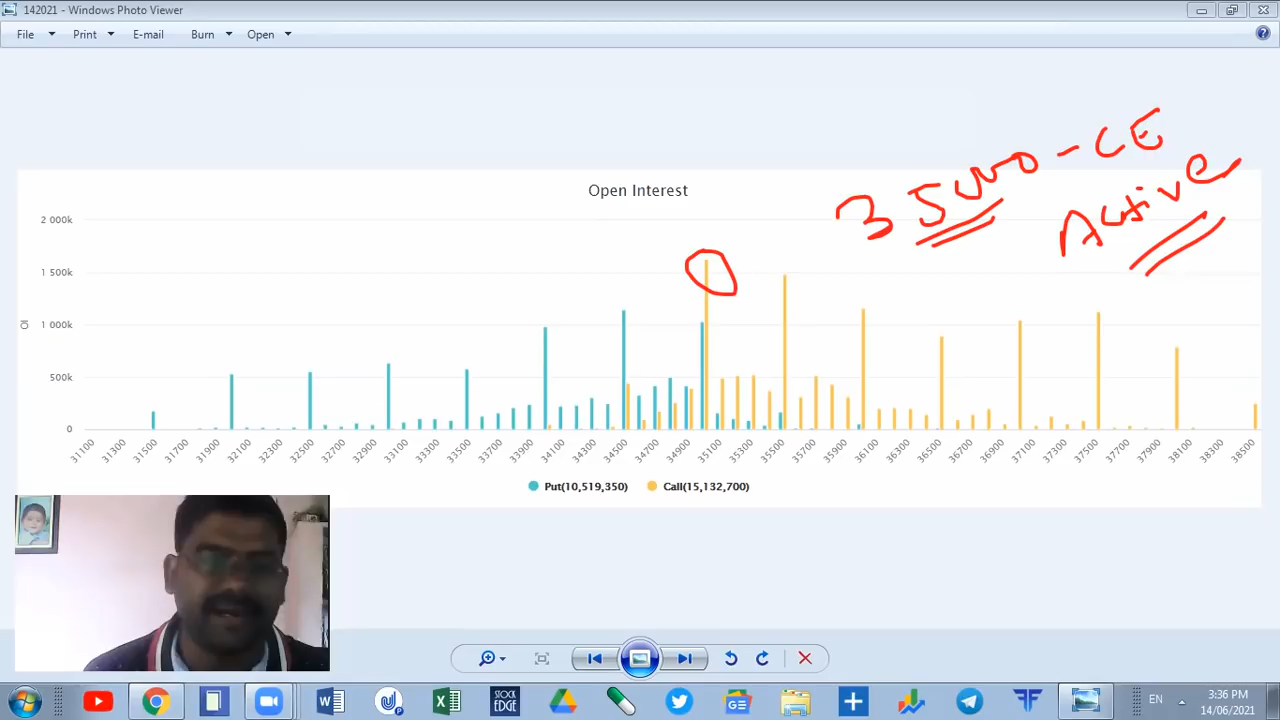 142021 - Windows Photo Viewer
File Print E-mail Burn Open
35000 - CE
Active
Open Interest
2 000k
1 500k
1 000k
500k
0
OI
31100 31300 31500 31700 31900 32100 32300 32500 32700 32900 33100 33300 33500 33700 33900 34100 34300 34500 34700 34900 35100 35300 35500 35700 35900 36100 36300 36500 36700 36900 37100 37300 37500 37700 37900 38100 38300 38500
Put(10,519,350) Call(15,132,700)
STOCK EDGE
EN
3:36 PM
14/06/2021